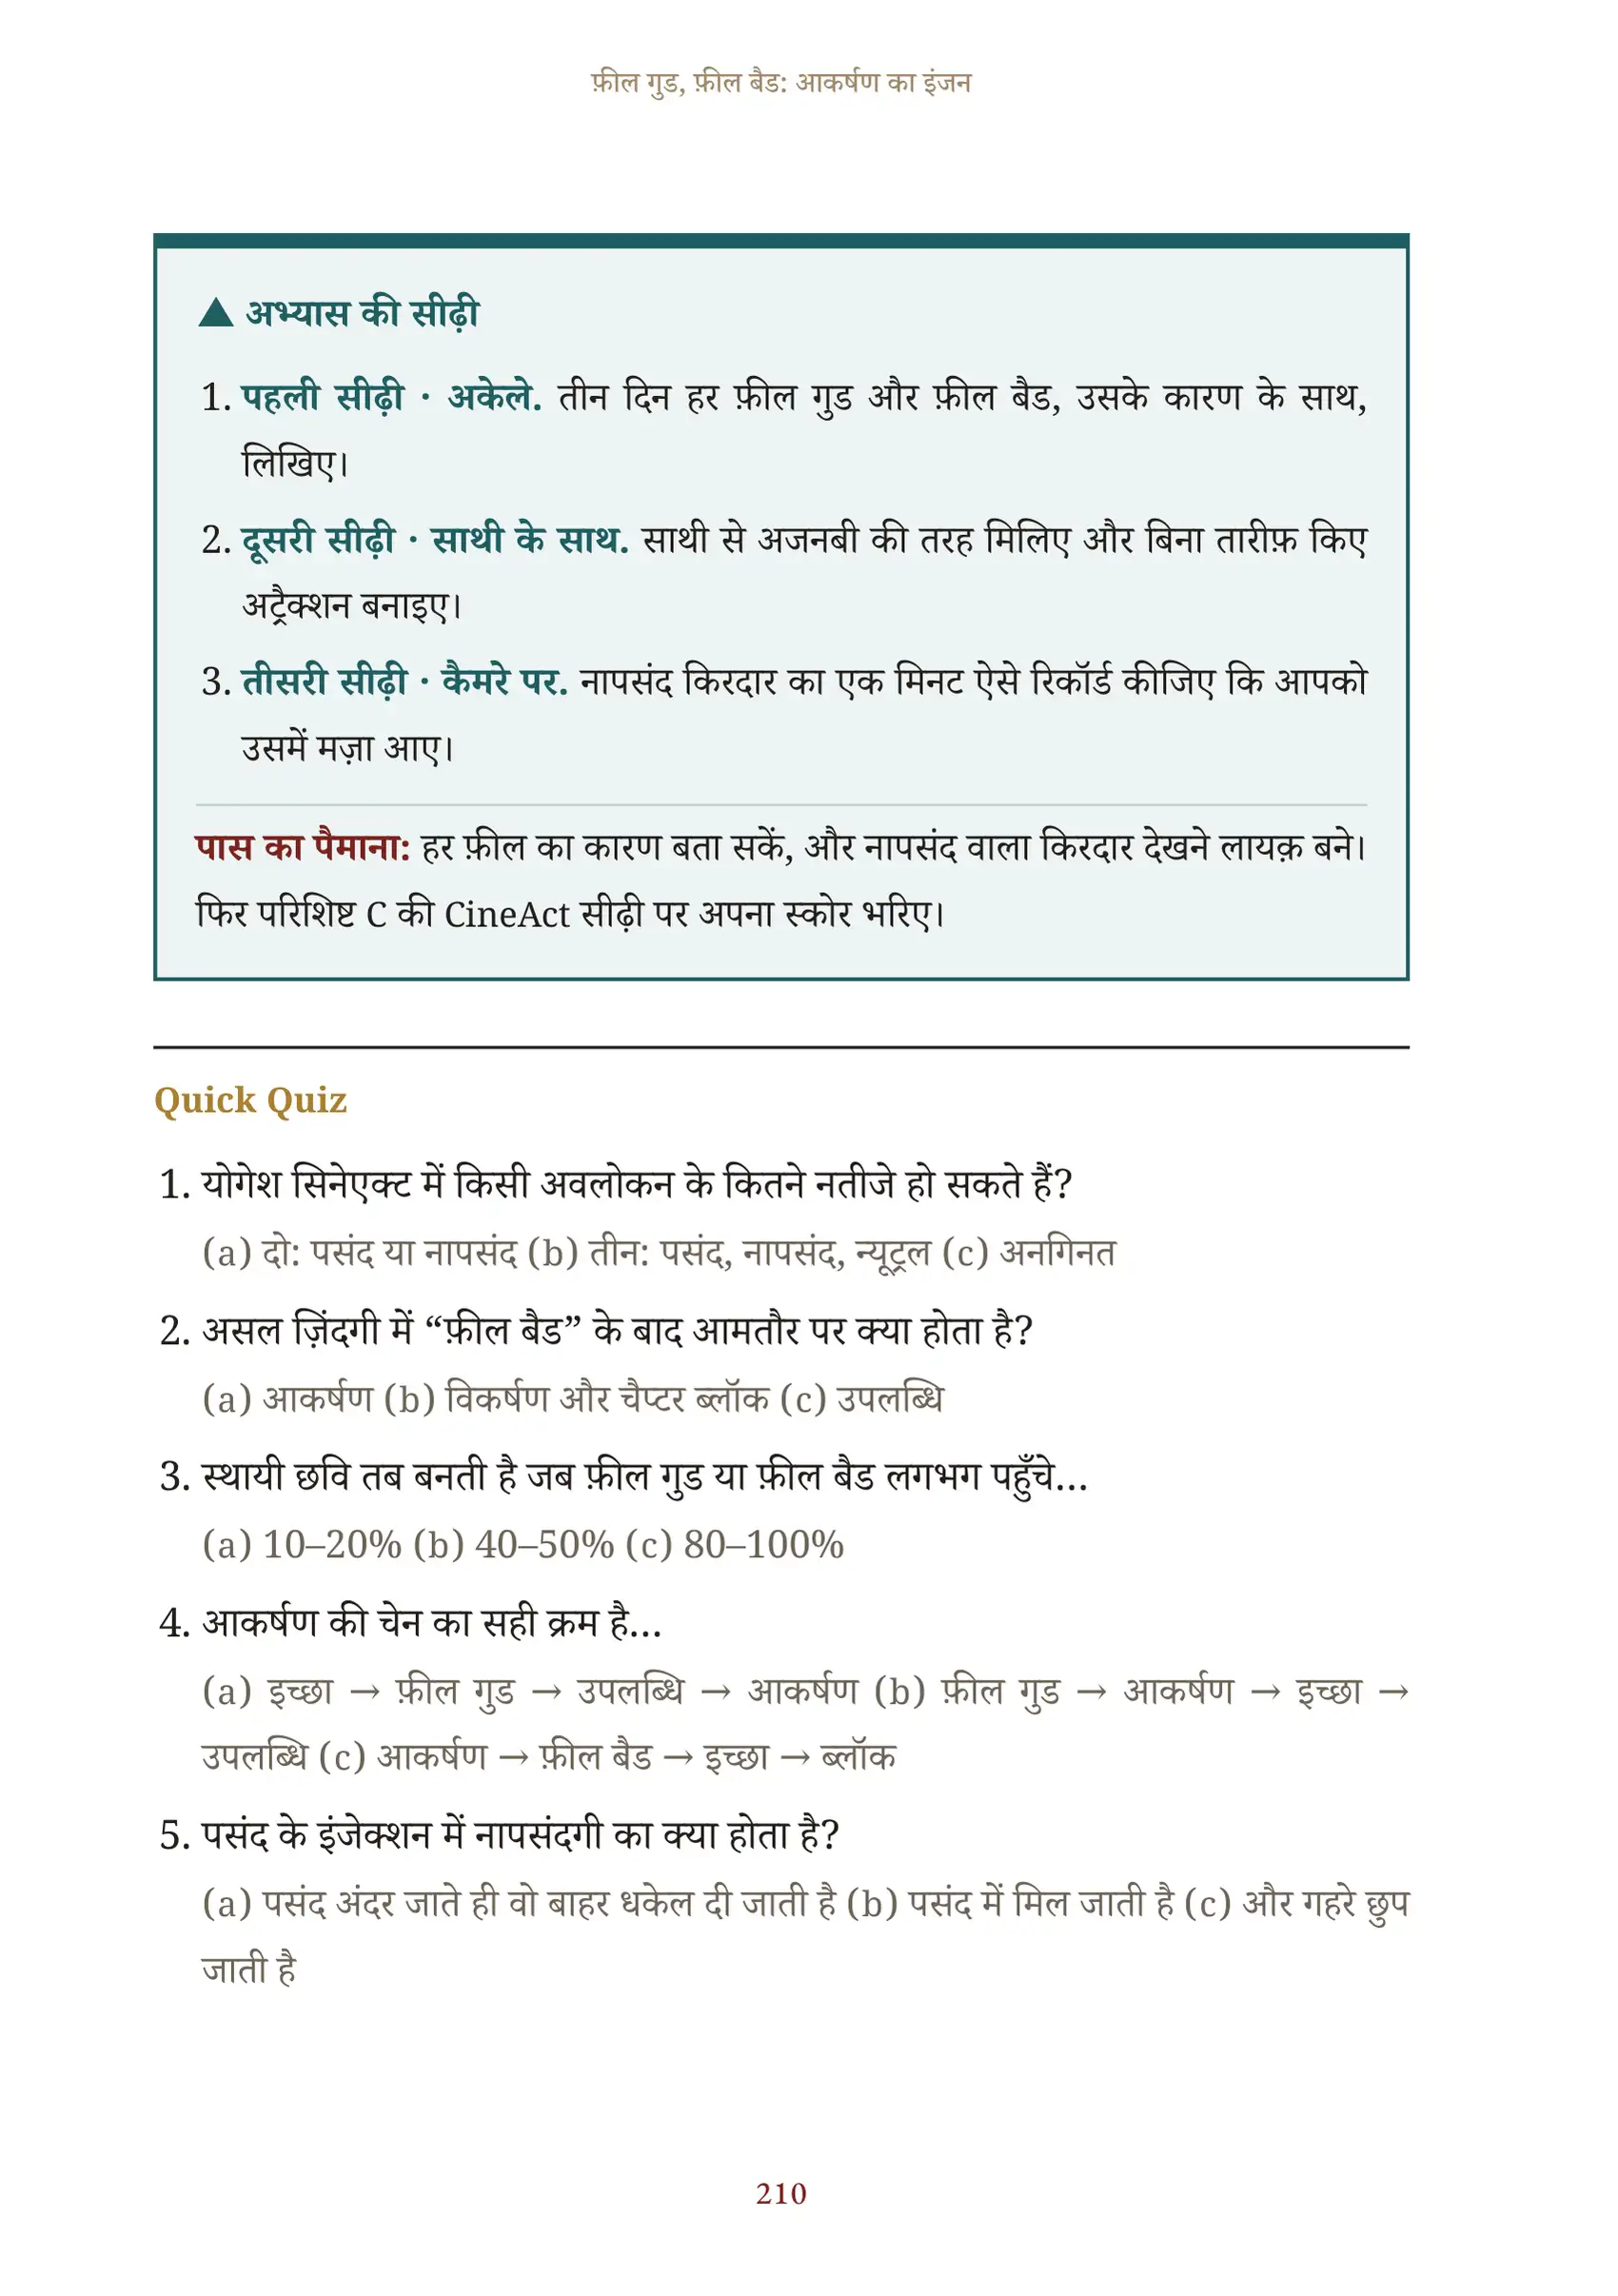 फ़ील गुड, फ़ील बैड: आकर्षण का इंजन
▲ अभ्यास की सीढ़ी
1. पहली सीढ़ी · अकेले. तीन दिन हर फ़ील गुड और फ़ील बैड, उसके कारण के साथ,
लिखिए।
2. दूसरी सीढ़ी · साथी के साथ. साथी से अजनबी की तरह मिलिए और बिना तारीफ़ किए
अट्रैक्शन बनाइए।
3. तीसरी सीढ़ी · कैमरे पर. नापसंद किरदार का एक मिनट ऐसे रिकॉर्ड कीजिए कि आपको
उसमें मज़ा आए।
पास का पैमाना: हर फ़ील का कारण बता सकें, और नापसंद वाला किरदार देखने लायक़ बने।
फिर परिशिष्ट C की CineAct सीढ़ी पर अपना स्कोर भरिए।
Quick Quiz
1. योगेश सिनेएक्ट में किसी अवलोकन के कितने नतीजे हो सकते हैं?
(a) दो: पसंद या नापसंद (b) तीन: पसंद, नापसंद, न्यूट्रल (c) अनगिनत
2. असल ज़िंदगी में “फ़ील बैड” के बाद आमतौर पर क्या होता है?
(a) आकर्षण (b) विकर्षण और चैप्टर ब्लॉक (c) उपलब्धि
3. स्थायी छवि तब बनती है जब फ़ील गुड या फ़ील बैड लगभग पहुँचे…
(a) 10–20% (b) 40–50% (c) 80–100%
4. आकर्षण की चेन का सही क्रम है…
(a) इच्छा → फ़ील गुड → उपलब्धि → आकर्षण (b) फ़ील गुड → आकर्षण → इच्छा →
उपलब्धि (c) आकर्षण → फ़ील बैड → इच्छा → ब्लॉक
5. पसंद के इंजेक्शन में नापसंदगी का क्या होता है?
(a) पसंद अंदर जाते ही वो बाहर धकेल दी जाती है (b) पसंद में मिल जाती है (c) और गहरे छुप
जाती है
210